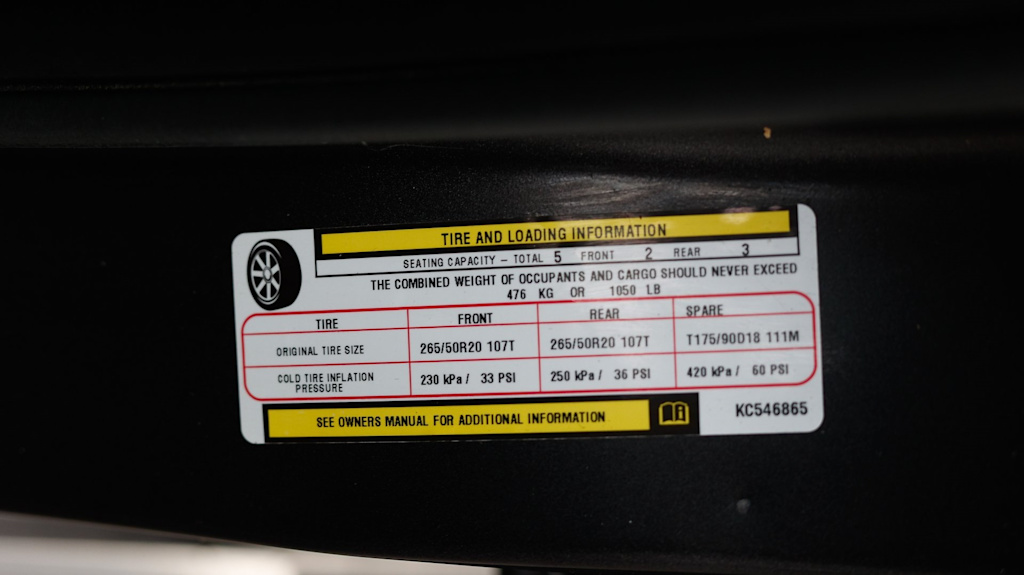 TIRE AND LOADING INFORMATION
SEATING CAPACITY – TOTAL 5 FRONT 2 REAR 3
THE COMBINED WEIGHT OF OCCUPANTS AND CARGO SHOULD NEVER EXCEED
476 KG OR 1050 LB
TIRE FRONT REAR SPARE
ORIGINAL TIRE SIZE 265/50R20 107T 265/50R20 107T T175/90D18 111M
COLD TIRE INFLATION
PRESSURE 230 kPa / 33 PSI 250 kPa / 36 PSI 420 kPa / 60 PSI
SEE OWNERS MANUAL FOR ADDITIONAL INFORMATION
KC546865